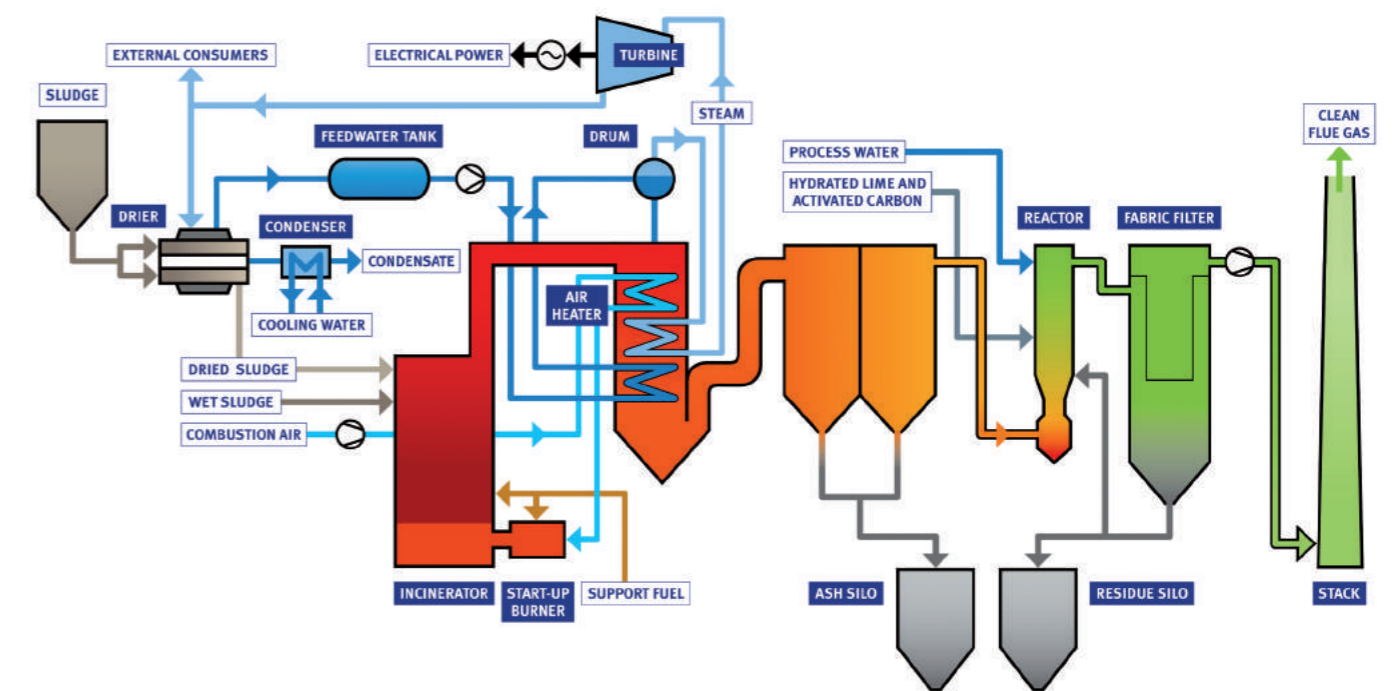 EXTERNAL CONSUMERS
ELECTRICAL POWER
TURBINE
SLUDGE
STEAM
CLEAN
FLUE GAS
FEEDWATER TANK
DRUM
PROCESS WATER
HYDRATED LIME AND
ACTIVATED CARBON
DRIER
CONDENSER
REACTOR
FABRIC FILTER
CONDENSATE
AIR
HEATER
COOLING WATER
DRIED SLUDGE
WET SLUDGE
COMBUSTION AIR
INCINERATOR
START-UP
BURNER
SUPPORT FUEL
ASH SILO
RESIDUE SILO
STACK